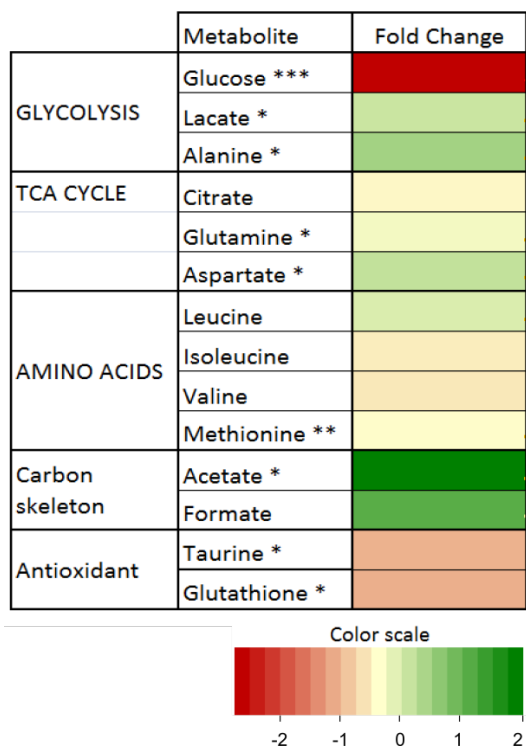 Metabolite Fold Change
GLYCOLYSIS
Glucose ***
Lacate *
Alanine *
TCA CYCLE
Citrate
Glutamine *
Aspartate *
AMINO ACIDS
Leucine
Isoleucine
Valine
Methionine **
Carbon
skeleton
Acetate *
Formate
Antioxidant
Taurine *
Glutathione *
Color scale
-2 -1 0 1 2